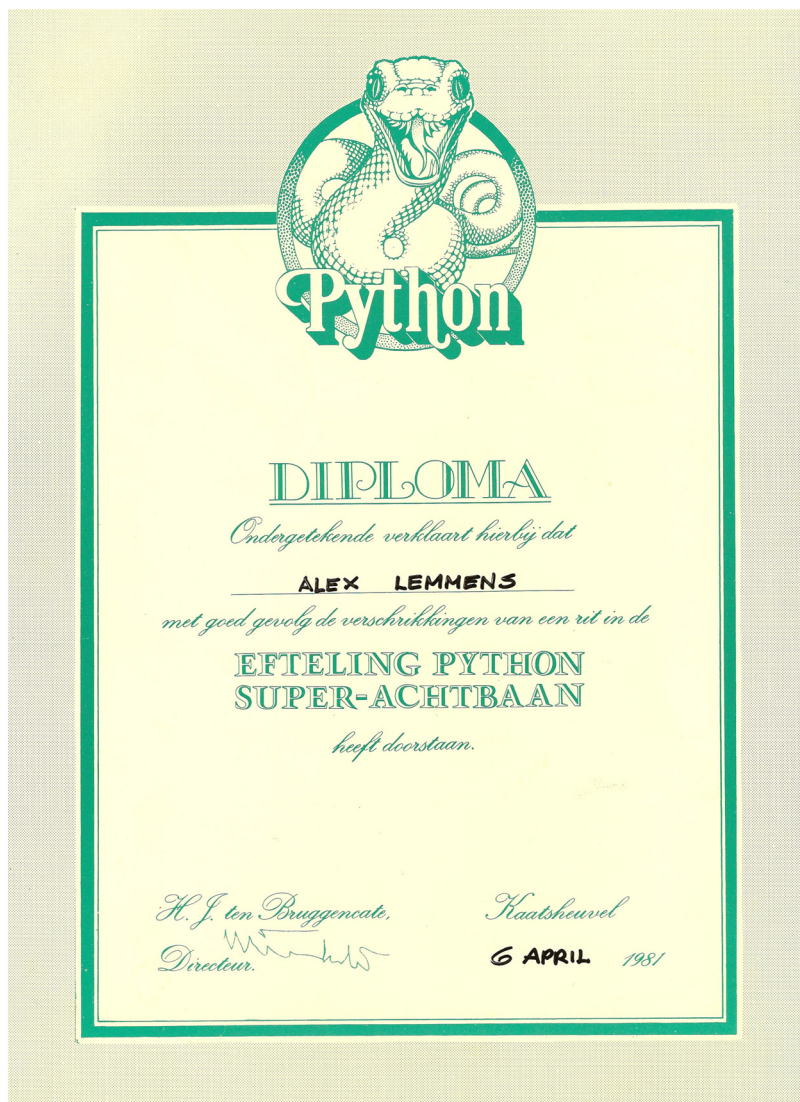 Python
DIPLOMA
Ondergetekende verklaart hierbij dat
ALEX LEMMENS
met goed gevolg de verschrikkingen van een rit in de
EFTELING PYTHON
SUPER-ACHTBAAN
heeft doorstaan.
H. J. ten Bruggencate,
Directeur.
Kaatsheuvel
6 APRIL 1981